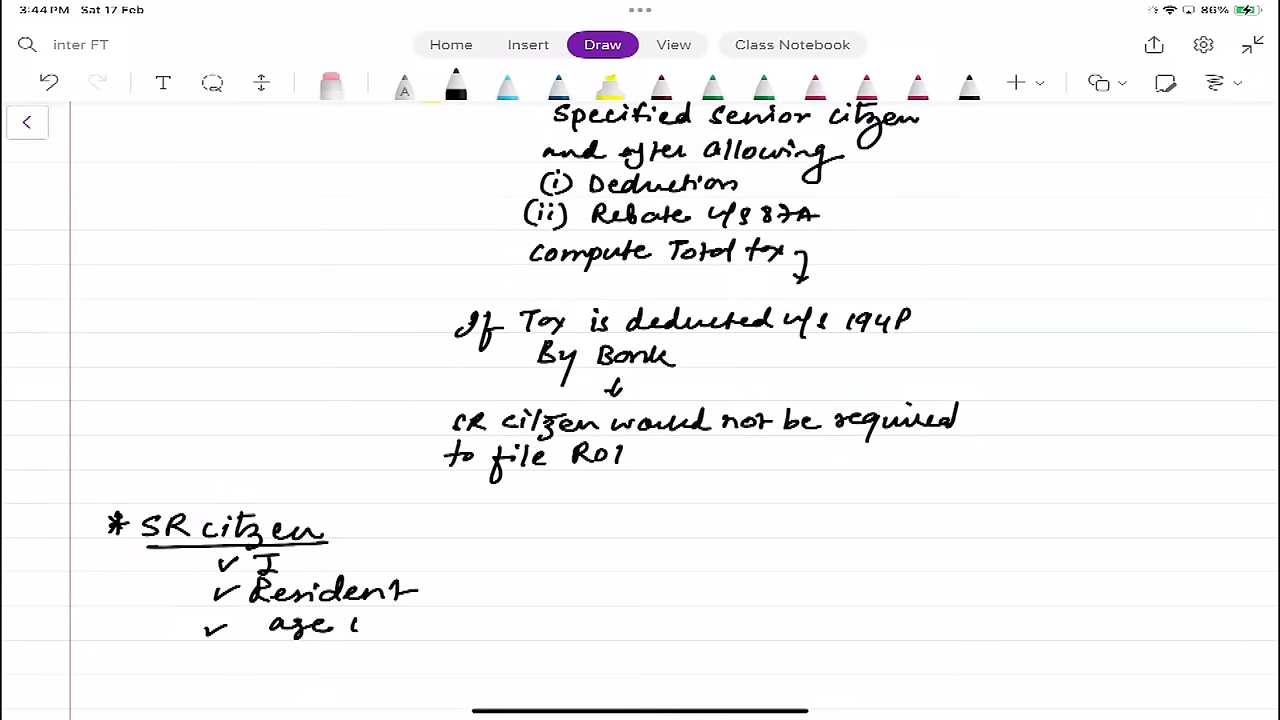 3:44 PM Sat 17 Feb
86%
inter FT
Home Insert Draw View Class Notebook
T
A
Specified senior citizen
and after allowing
(i) Deduction
(ii) Rebate u/s 87A
compute Total tax
If Tax is deducted u/s 194P
By Bank
SR citizen would not be required
to file ROI
* SR citizen
✓ I
✓ Resident
✓ age (